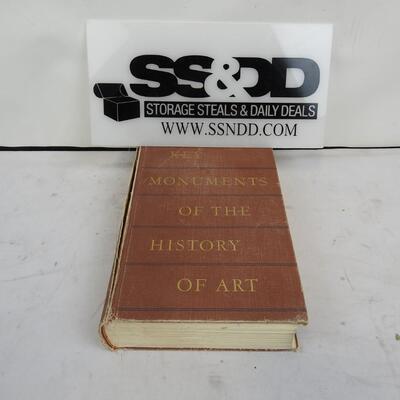 SS&DD
STORAGE STEALS & DAILY DEALS
WWW.SSNDD.COM
KEY
MONUMENTS
OF THE
HISTORY
OF ART